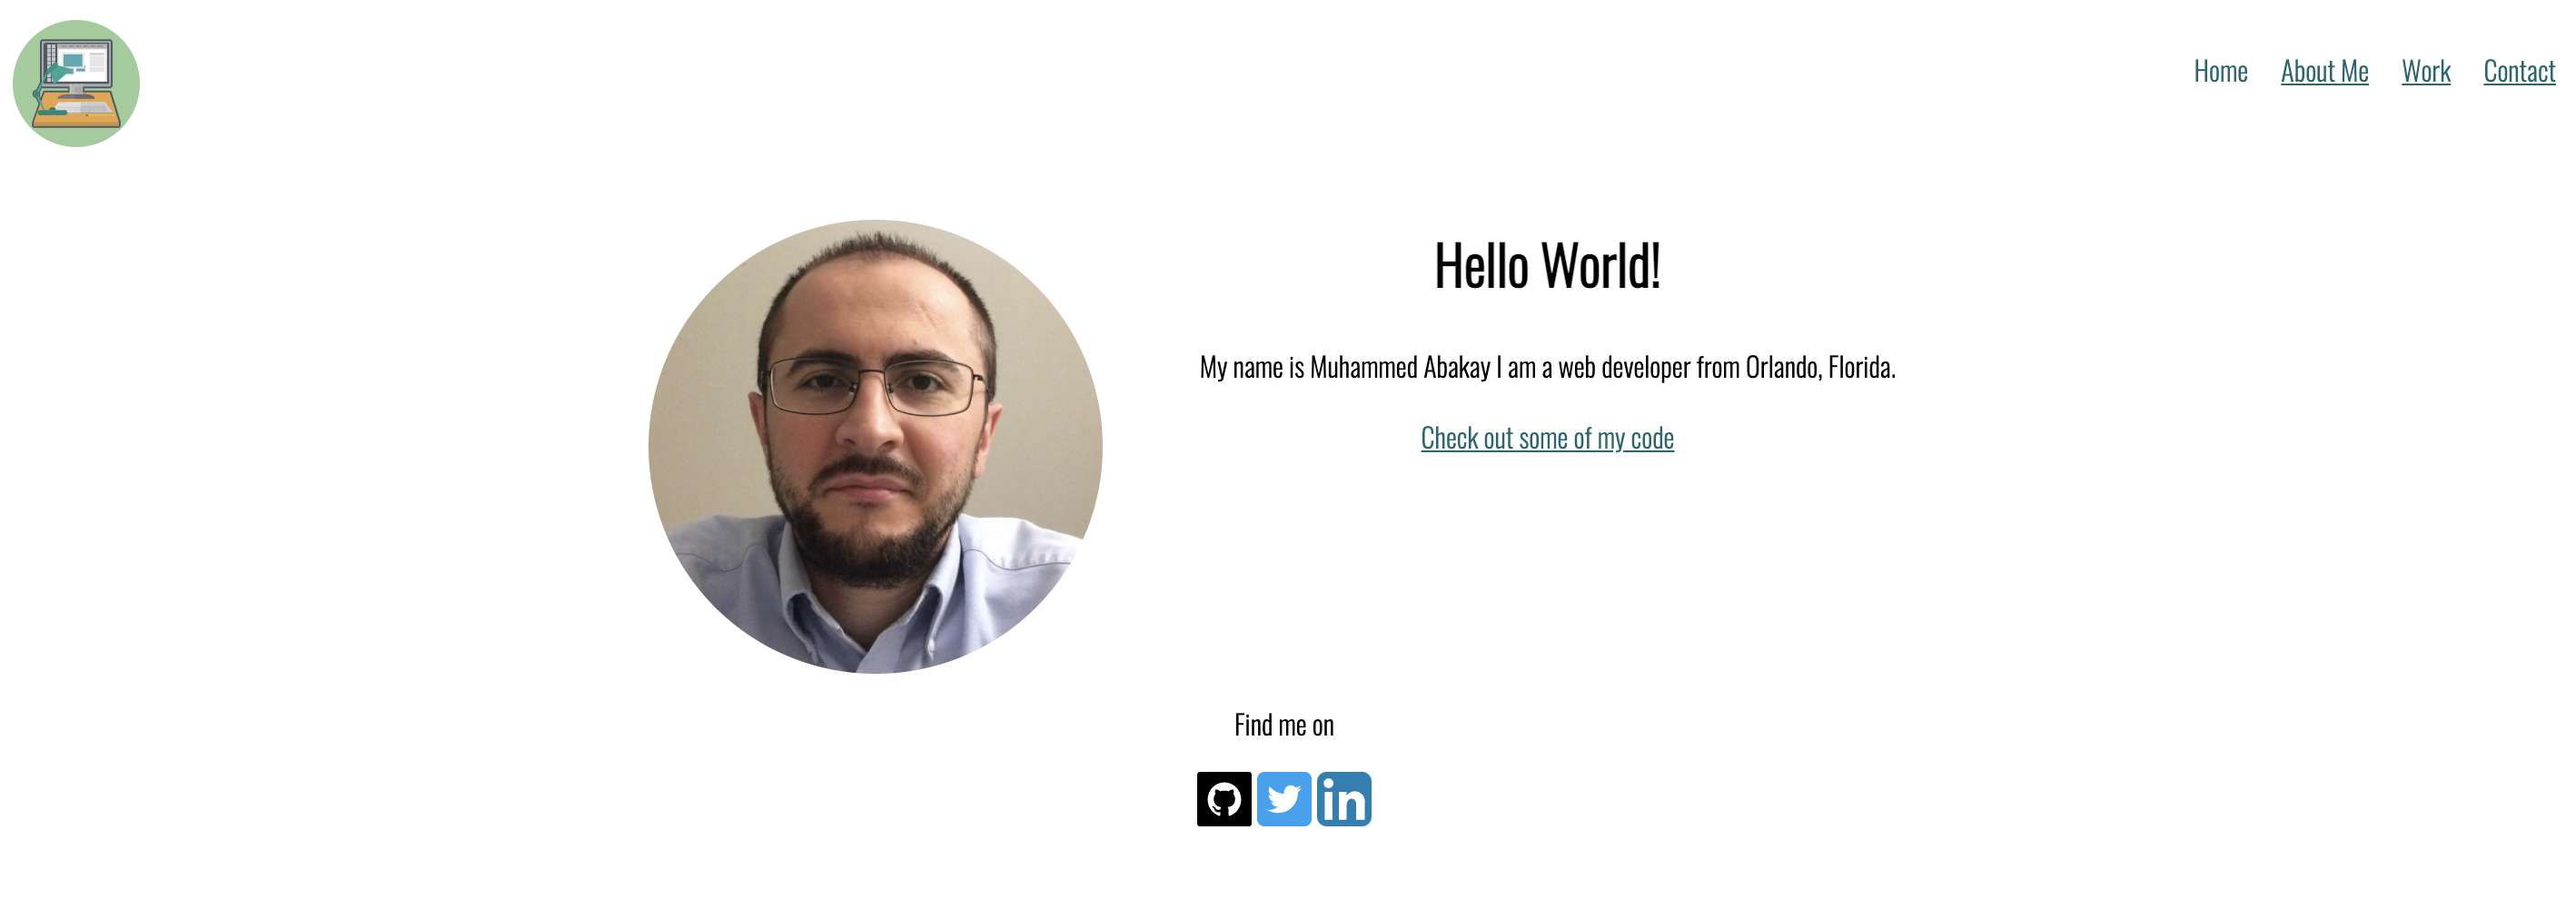 Home About Me Work Contact
Hello World!
My name is Muhammed Abakay I am a web developer from Orlando, Florida.
Check out some of my code
Find me on
in